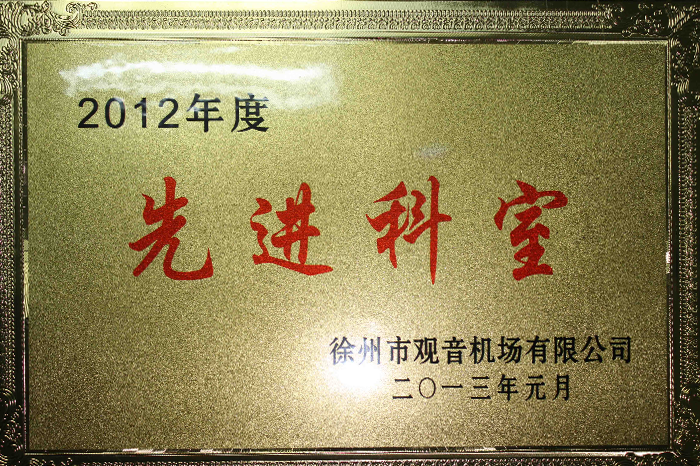 2012年度
先进科室
徐州市观音机场有限公司
二〇一三年元月